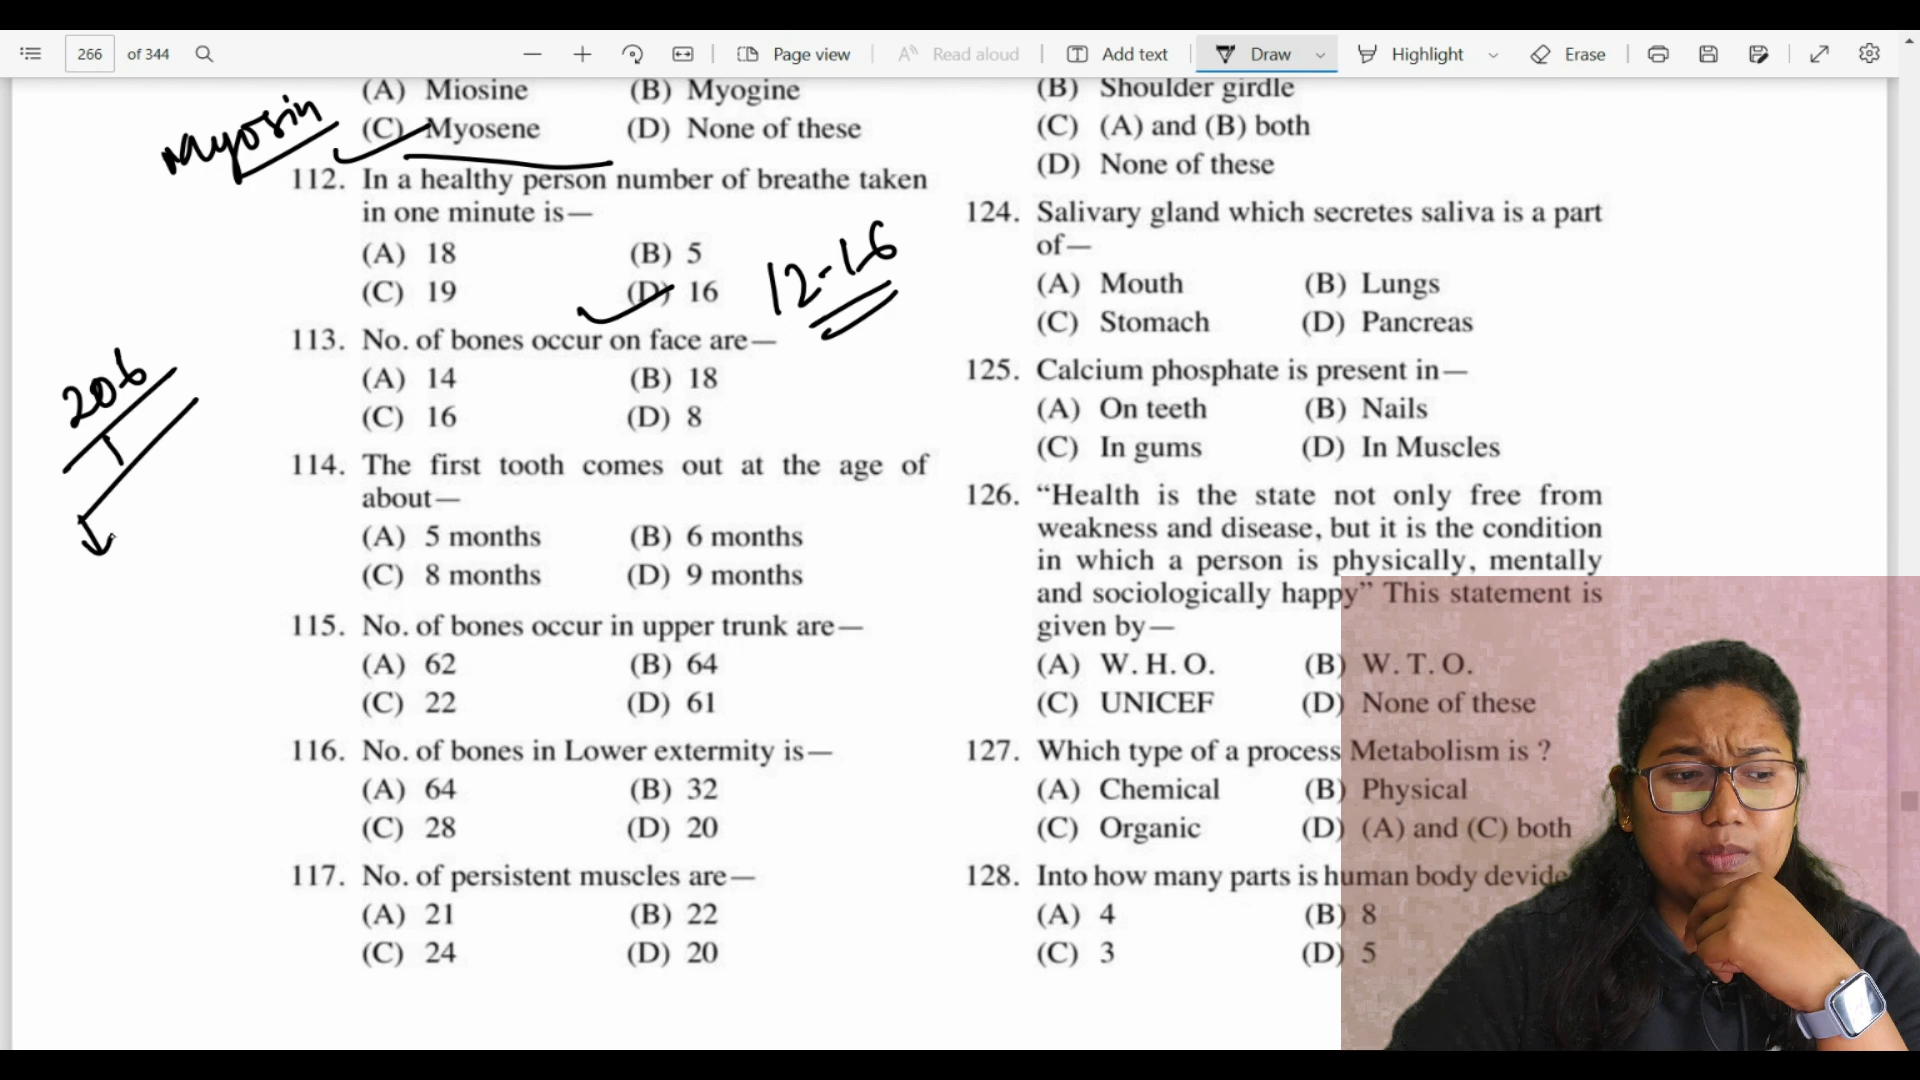 266 of 344 Page view Read aloud Add text Draw Highlight Erase
(A) Miosine (B) Myogine
(C) Myosene (D) None of these
Myosin
112. In a healthy person number of breathe taken
in one minute is—
(A) 18 (B) 5
(C) 19 (D) 16
12-16
113. No. of bones occur on face are—
(A) 14 (B) 18
(C) 16 (D) 8
206
114. The first tooth comes out at the age of
about—
(A) 5 months (B) 6 months
(C) 8 months (D) 9 months
115. No. of bones occur in upper trunk are—
(A) 62 (B) 64
(C) 22 (D) 61
116. No. of bones in Lower extermity is—
(A) 64 (B) 32
(C) 28 (D) 20
117. No. of persistent muscles are—
(A) 21 (B) 22
(C) 24 (D) 20
(B) Shoulder girdle
(C) (A) and (B) both
(D) None of these
124. Salivary gland which secretes saliva is a part
of—
(A) Mouth (B) Lungs
(C) Stomach (D) Pancreas
125. Calcium phosphate is present in—
(A) On teeth (B) Nails
(C) In gums (D) In Muscles
126. “Health is the state not only free from
weakness and disease, but it is the condition
in which a person is physically, mentally
and sociologically happy” This statement is
given by—
(A) W. H. O. (B) W. T. O.
(C) UNICEF (D) None of these
127. Which type of a process Metabolism is ?
(A) Chemical (B) Physical
(C) Organic (D) (A) and (C) both
128. Into how many parts is human body devide
(A) 4 (B) 8
(C) 3 (D) 5